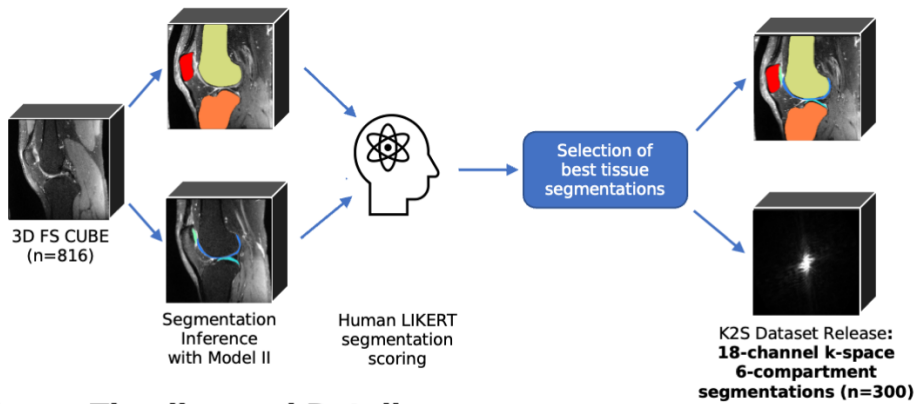 3D FS CUBE
(n=816)
Segmentation
Inference
with Model II
Human LIKERT
segmentation
scoring
Selection of
best tissue
segmentations
K2S Dataset Release:
18-channel k-space
6-compartment
segmentations (n=300)